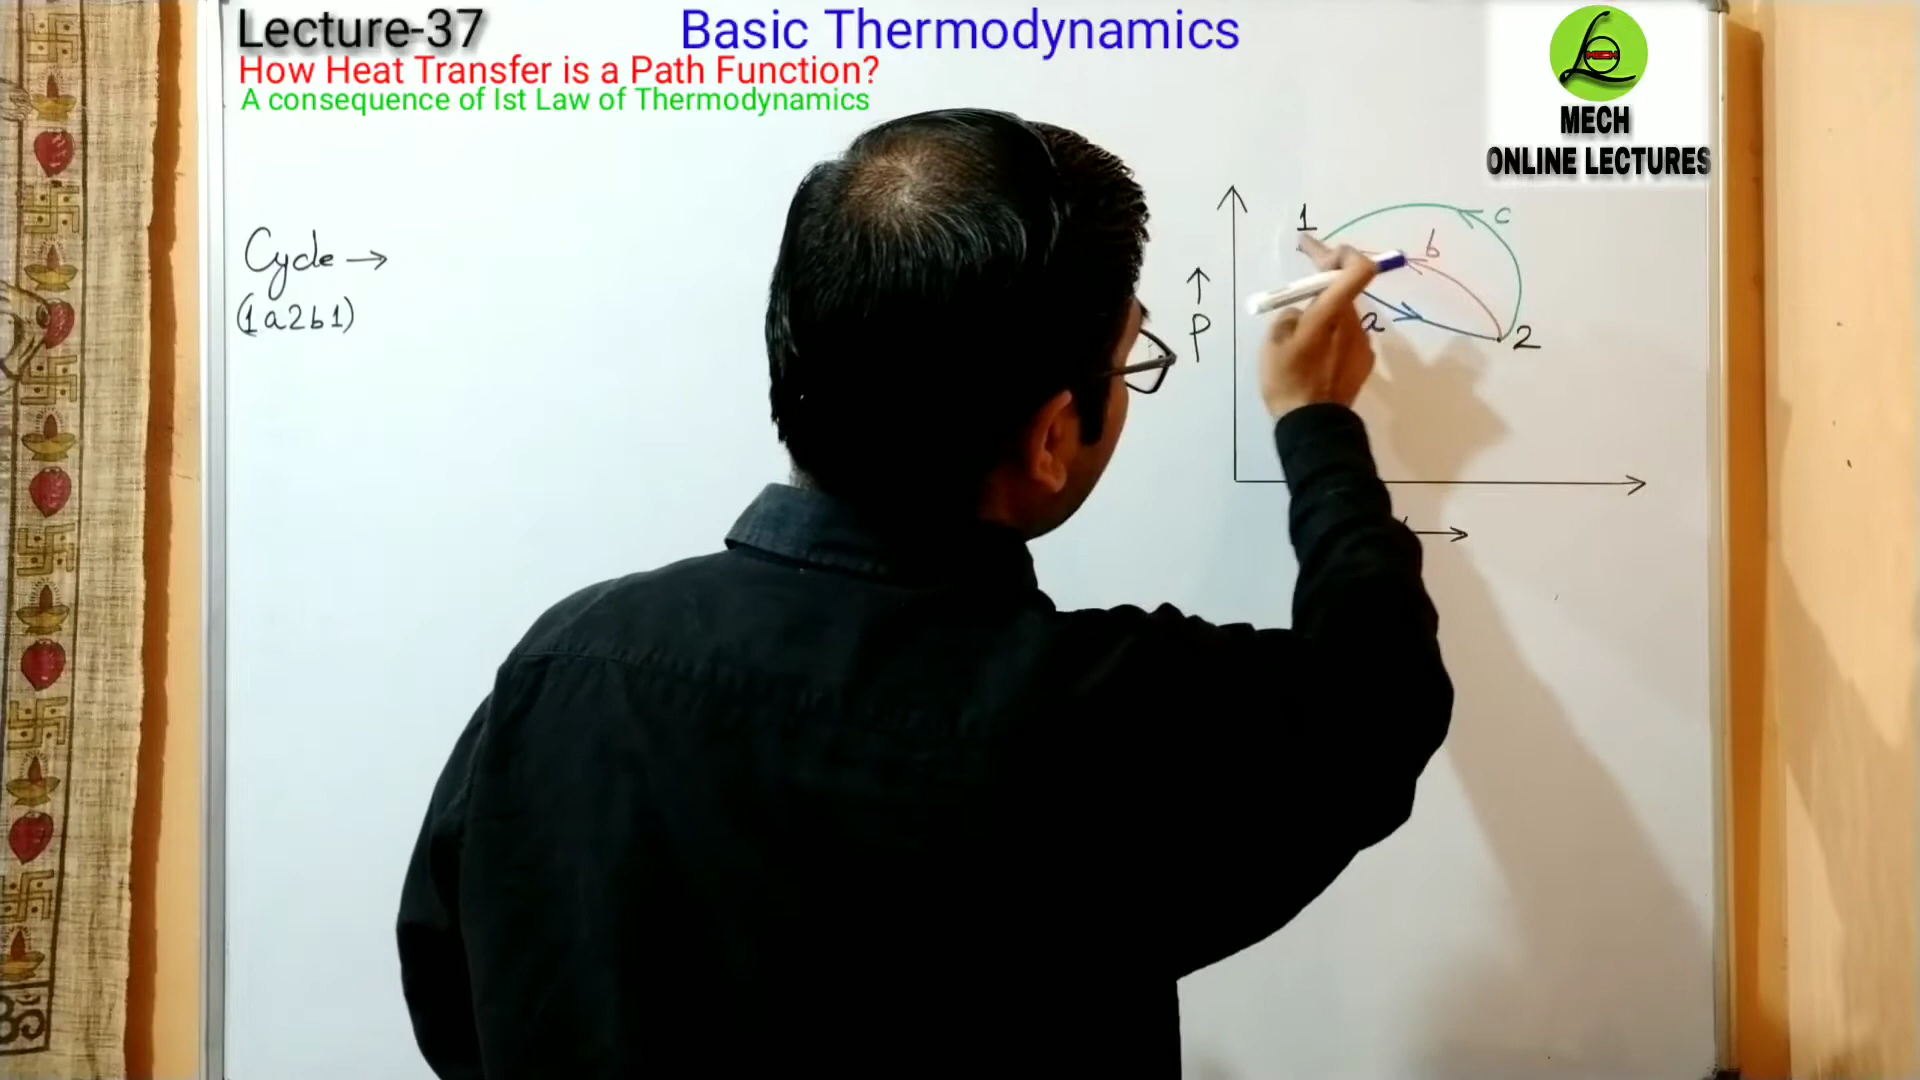 Lecture-37
Basic Thermodynamics
How Heat Transfer is a Path Function?
A consequence of Ist Law of Thermodynamics
MECH
MECH
ONLINE LECTURES
Cycle →
(1a2b1)
1
c
b
↑
P
a
2